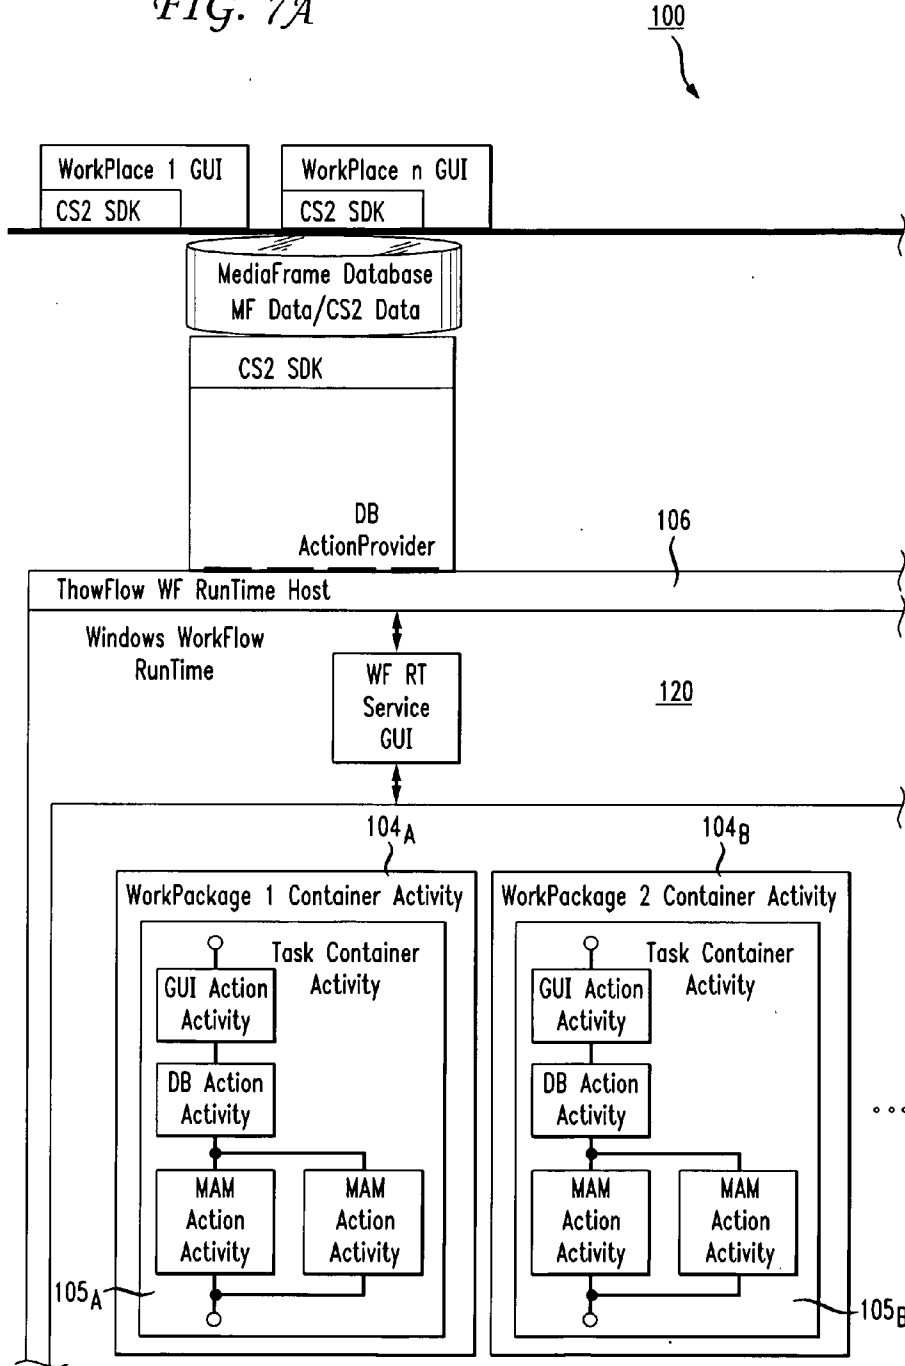 FIG. 7A
100
WorkPlace 1 GUI
CS2 SDK
WorkPlace n GUI
CS2 SDK
MediaFrame Database
MF Data/CS2 Data
CS2 SDK
DB
ActionProvider
106
ThowFlow WF RunTime Host
Windows WorkFlow
RunTime
WF RT
Service
GUI
120
104A
104B
WorkPackage 1 Container Activity
Task Container
Activity
GUI Action
Activity
DB Action
Activity
MAM
Action
Activity
MAM
Action
Activity
105A
WorkPackage 2 Container Activity
Task Container
Activity
GUI Action
Activity
DB Action
Activity
MAM
Action
Activity
MAM
Action
Activity
105B